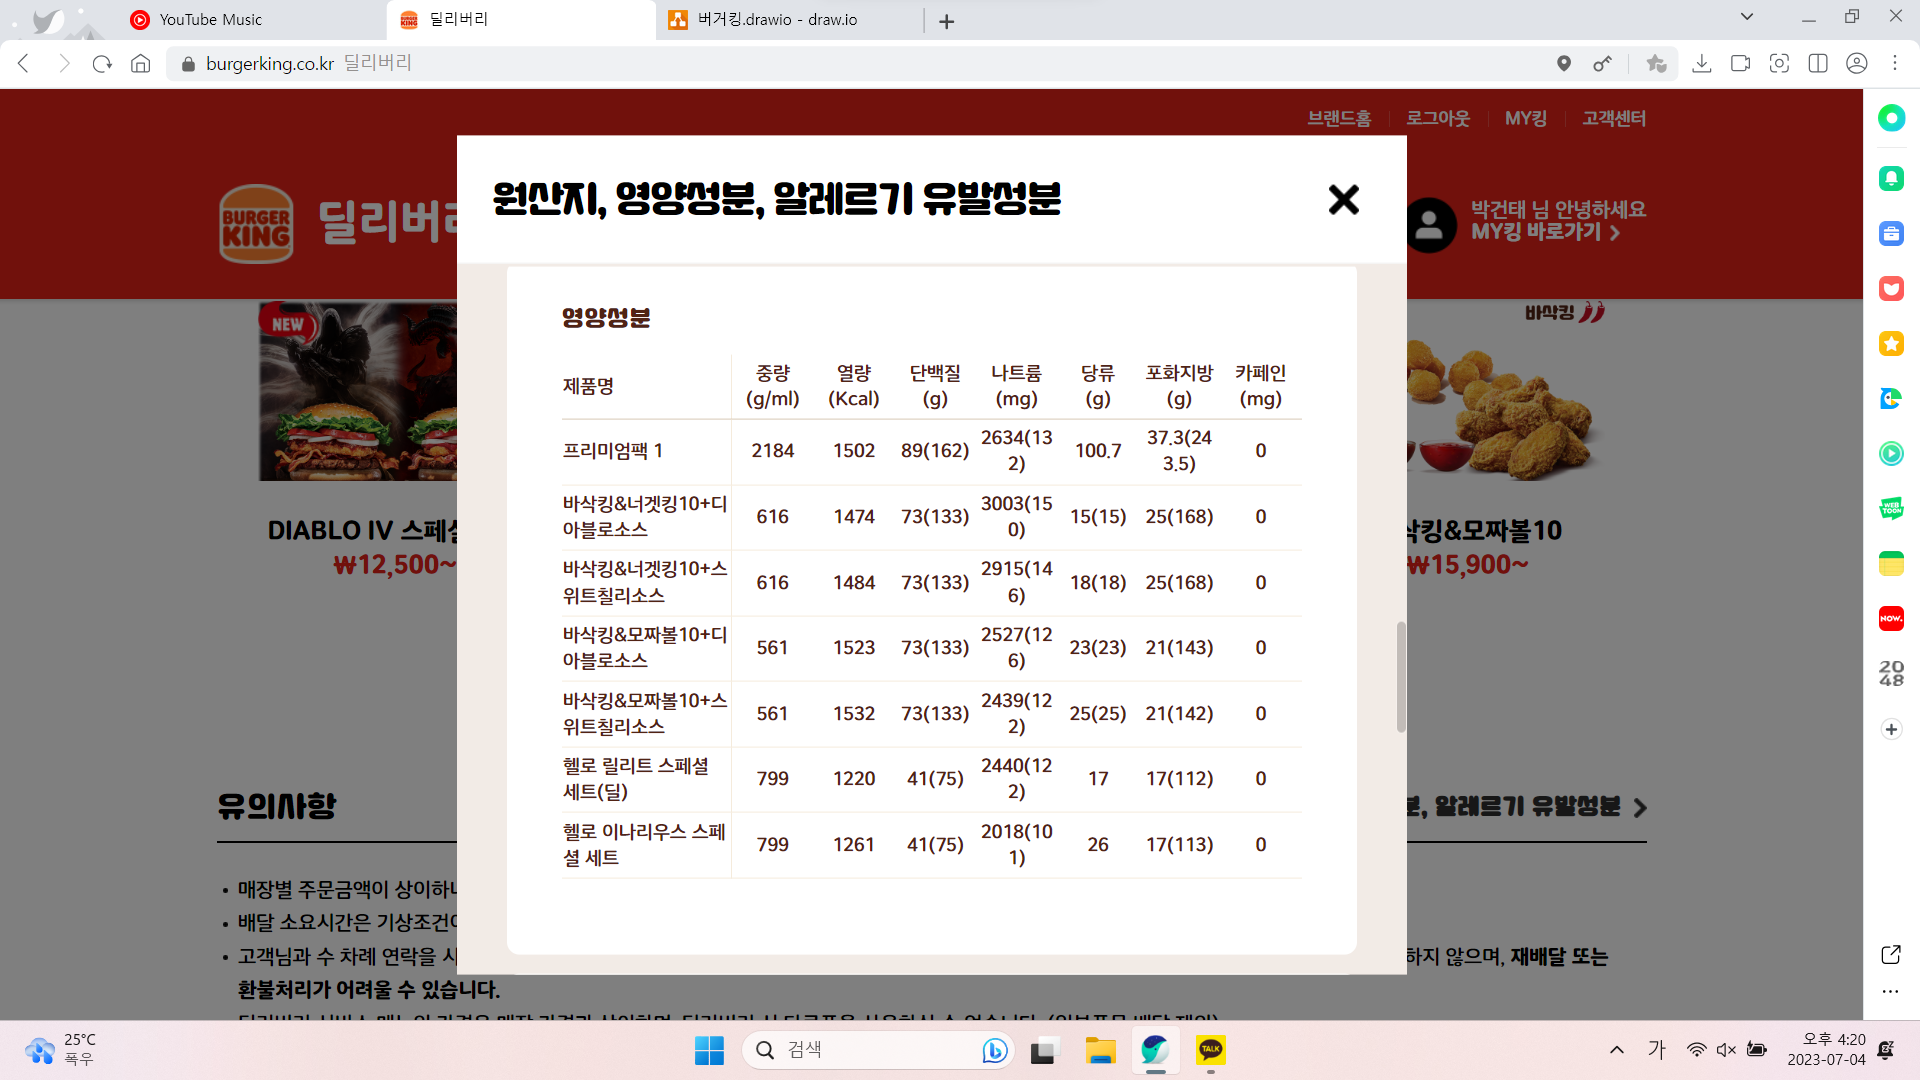 YouTube Music
딜리버리
버거킹.drawio - draw.io
burgerking.co.kr 딜리버리
브랜드홈 로그아웃 MY킹 고객센터
BURGER KING
딜리버리
박건태 님 안녕하세요
MY킹 바로가기
원산지, 영양성분, 알레르기 유발성분
영양성분
제품명 중량(g/ml) 열량(Kcal) 단백질(g) 나트륨(mg) 당류(g) 포화지방(g) 카페인(mg)
프리미엄팩 1 2184 1502 89(162) 2634(132) 100.7 37.3(243.5) 0
바삭킹&너겟킹10+디아블로소스 616 1474 73(133) 3003(150) 15(15) 25(168) 0
바삭킹&너겟킹10+스위트칠리소스 616 1484 73(133) 2915(146) 18(18) 25(168) 0
바삭킹&모짜볼10+디아블로소스 561 1523 73(133) 2527(126) 23(23) 21(143) 0
바삭킹&모짜볼10+스위트칠리소스 561 1532 73(133) 2439(122) 25(25) 21(142) 0
헬로 릴리트 스페셜 세트(딜) 799 1220 41(75) 2440(122) 17 17(112) 0
헬로 이나리우스 스페셜 세트 799 1261 41(75) 2018(101) 26 17(113) 0
NEW
바삭킹
DIABLO IV 스페셜
₩12,500~
삭킹&모짜볼10
₩15,900~
유의사항
분, 알레르기 유발성분
매장별 주문금액이 상이하니
배달 소요시간은 기상조건이
고객님과 수 차례 연락을 시
하지 않으며, 재배달 또는
환불처리가 어려울 수 있습니다.
WEB TOON
NOW.
2048
25°C
폭우
검색
TALK
가
오후 4:20
2023-07-04